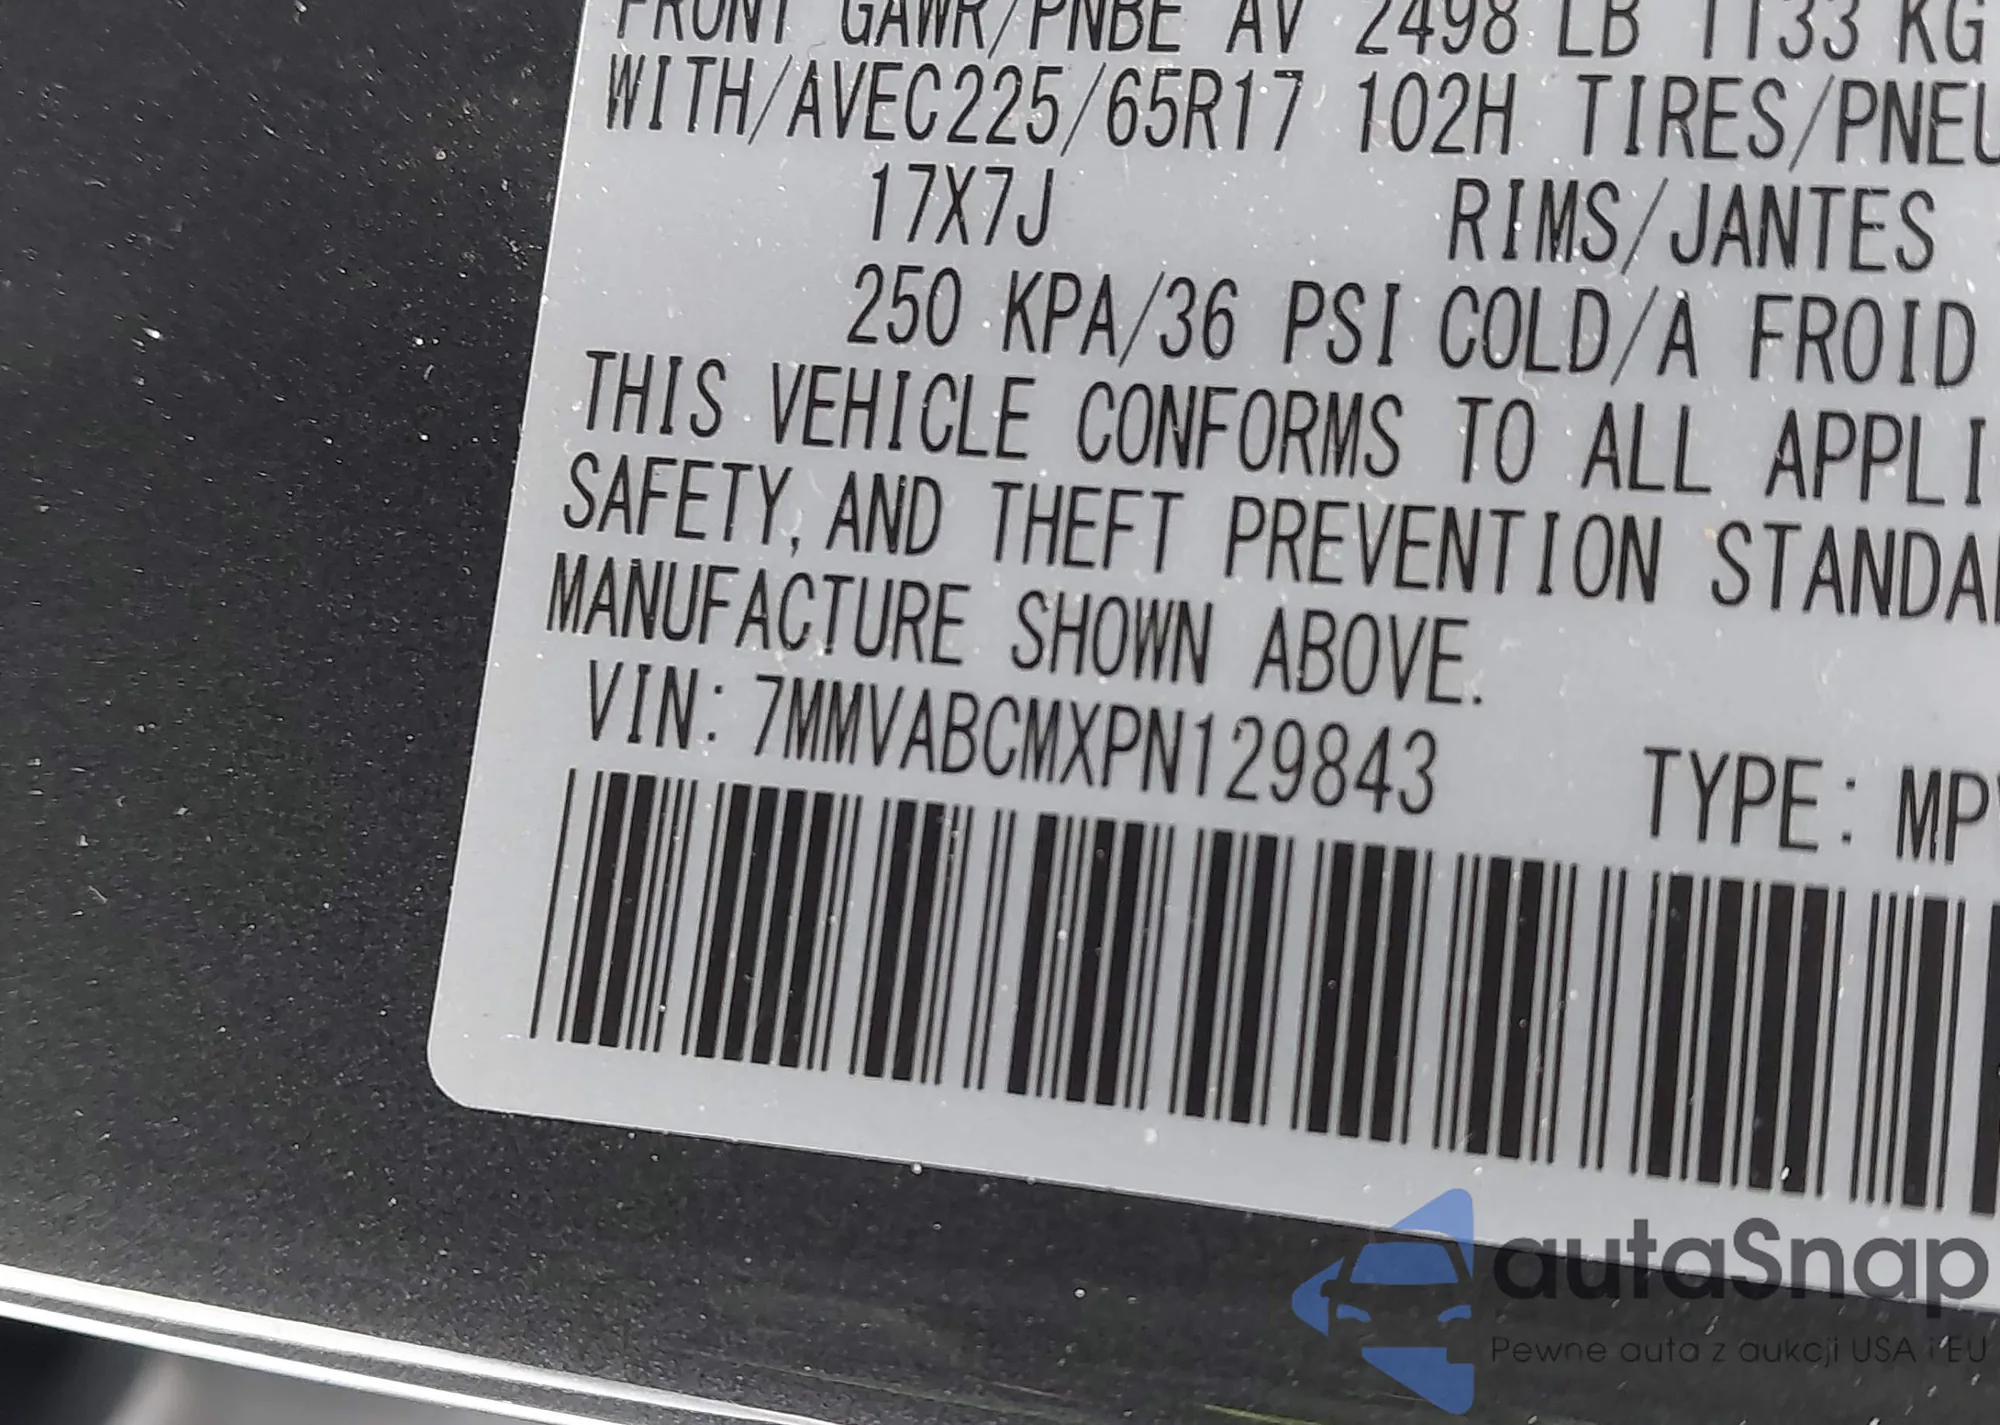 FRONT GAWR/PNBE AV 2498 LB 1133 KG
WITH/AVEC225/65R17 102H TIRES/PNEU
17X7J RIMS/JANTES
250 KPA/36 PSI COLD/A FROID
THIS VEHICLE CONFORMS TO ALL APPLI
SAFETY, AND THEFT PREVENTION STANDA
MANUFACTURE SHOWN ABOVE.
VIN: 7MMVABCMXPN129843 TYPE: MPV
autaSnap
Pewne auta z aukcji USA i EU